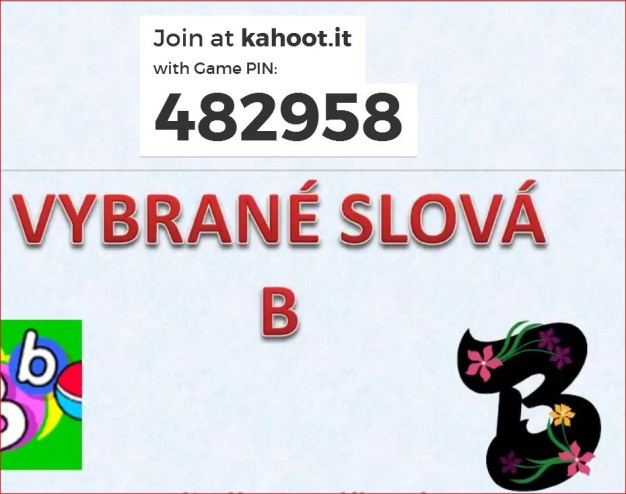 Join at kahoot.it
with Game PIN:
482958
VYBRANÉ SLOVÁ
B
b
B
B